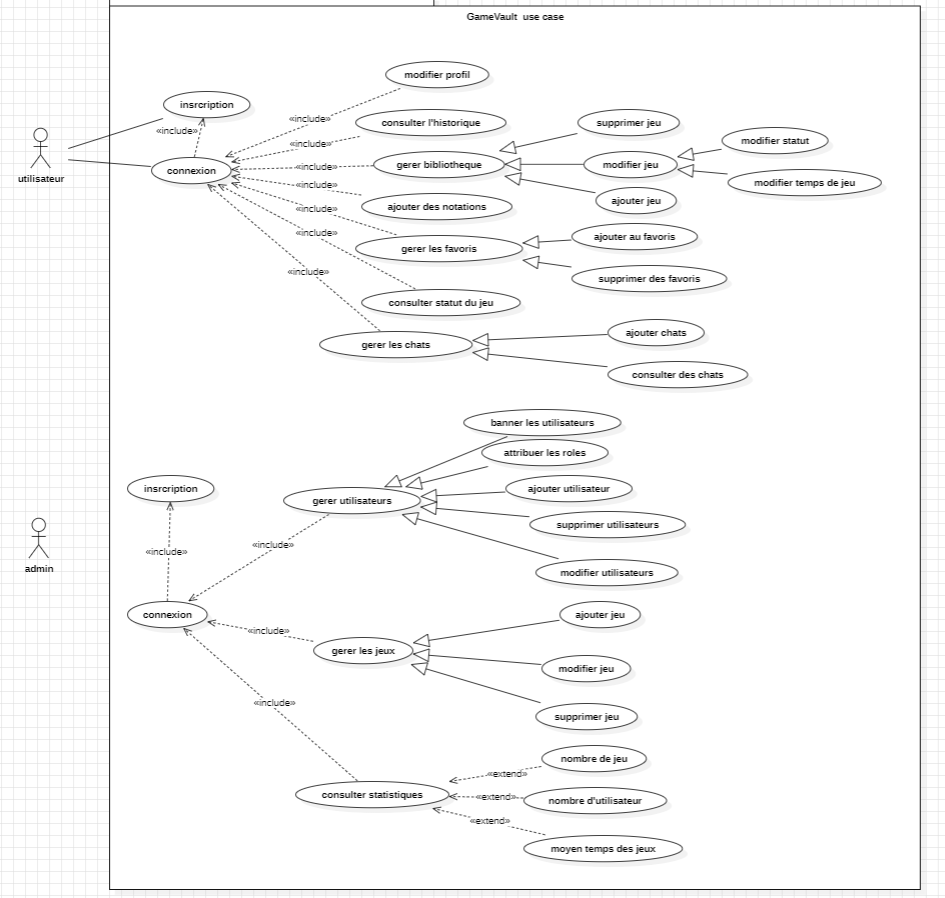 GameVault use case
modifier profil
insrcription
«include»
consulter l'historique
supprimer jeu
«include»
«include»
modifier statut
utilisateur
connexion
«include»
gerer bibliotheque
modifier jeu
modifier temps de jeu
«include»
ajouter des notations
ajouter jeu
«include»
«include»
gerer les favoris
ajouter au favoris
«include»
supprimer des favoris
consulter statut du jeu
gerer les chats
ajouter chats
consulter des chats
banner les utilisateurs
attribuer les roles
insrcription
gerer utilisateurs
ajouter utilisateur
supprimer utilisateurs
«include»
«include»
admin
modifier utilisateurs
connexion
ajouter jeu
«include»
gerer les jeux
modifier jeu
«include»
supprimer jeu
nombre de jeu
«extend»
consulter statistiques
«extend»
nombre d'utilisateur
«extend»
moyen temps des jeux